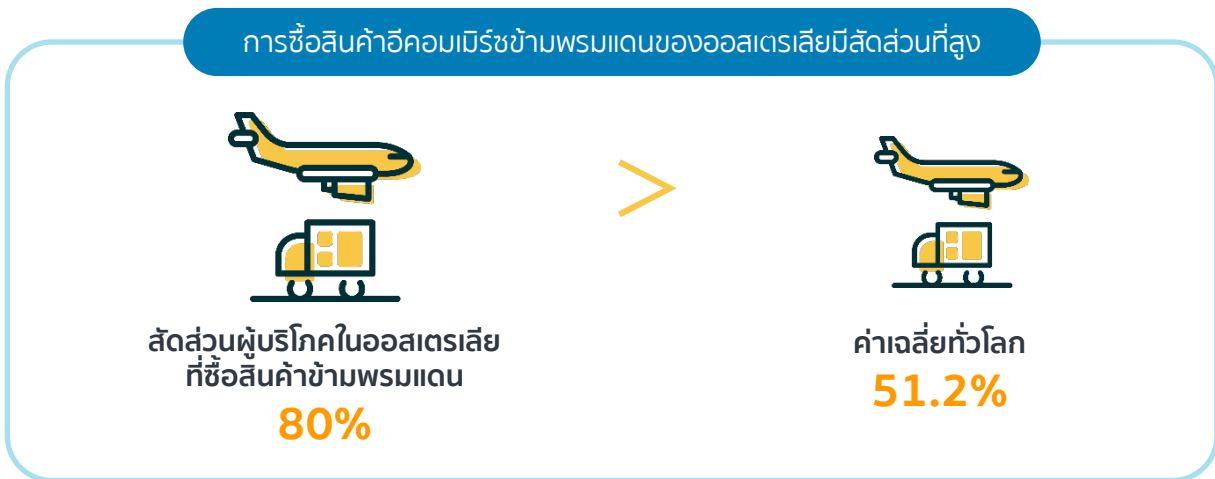 การซื้อสินค้าอีคอมเมิร์ซข้ามพรมแดนของออสเตรเลียมีสัดส่วนที่สูง
>
สัดส่วนผู้บริโภคในออสเตรเลีย
ที่ซื้อสินค้าข้ามพรมแดน
80%
ค่าเฉลี่ยทั่วโลก
51.2%